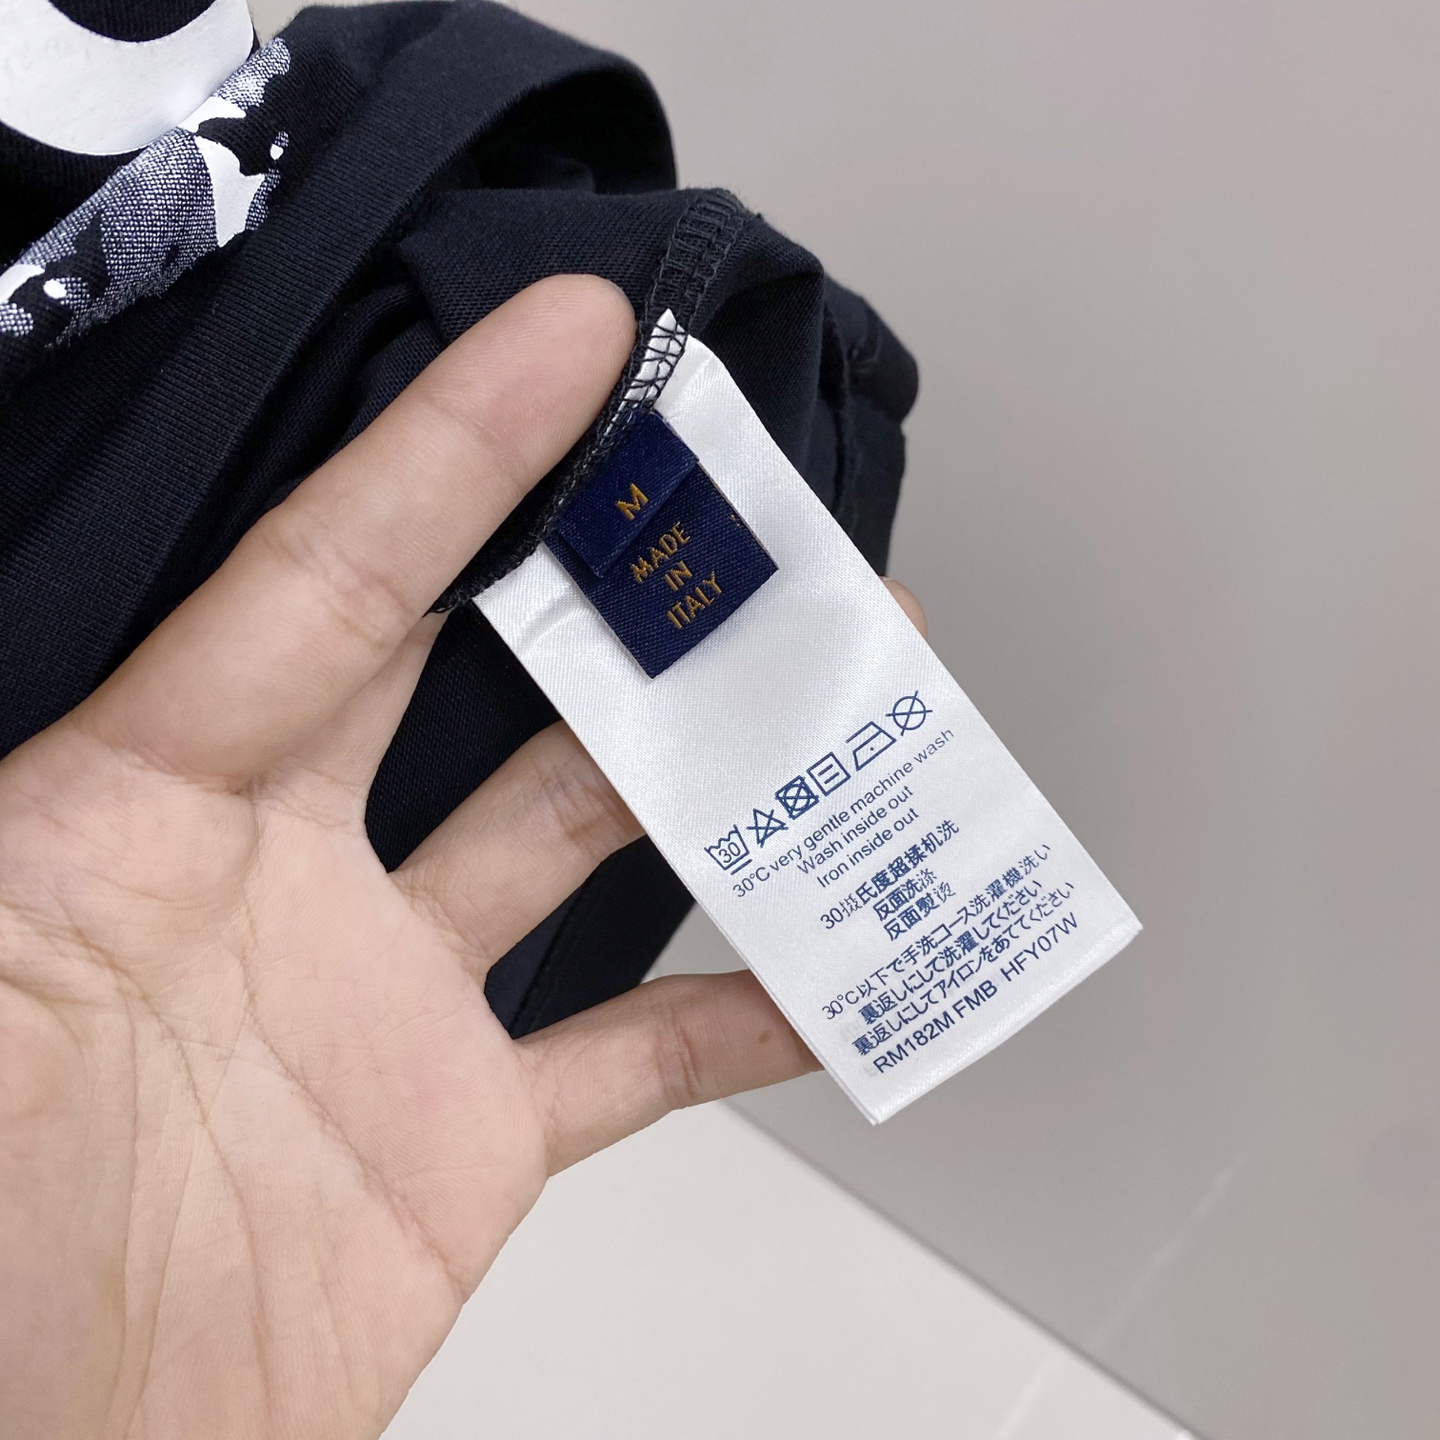 M
MADE
IN
ITALY
30
30°C very gentle machine wash
Wash inside out
Iron inside out
30摄氏度超揉机洗
反面洗涤
反面熨烫
30°C以下で手洗コース洗濯機洗い
裏返しにして洗濯してください
裏返しにしてアイロンをあててください
RM182M FMB HFY07W